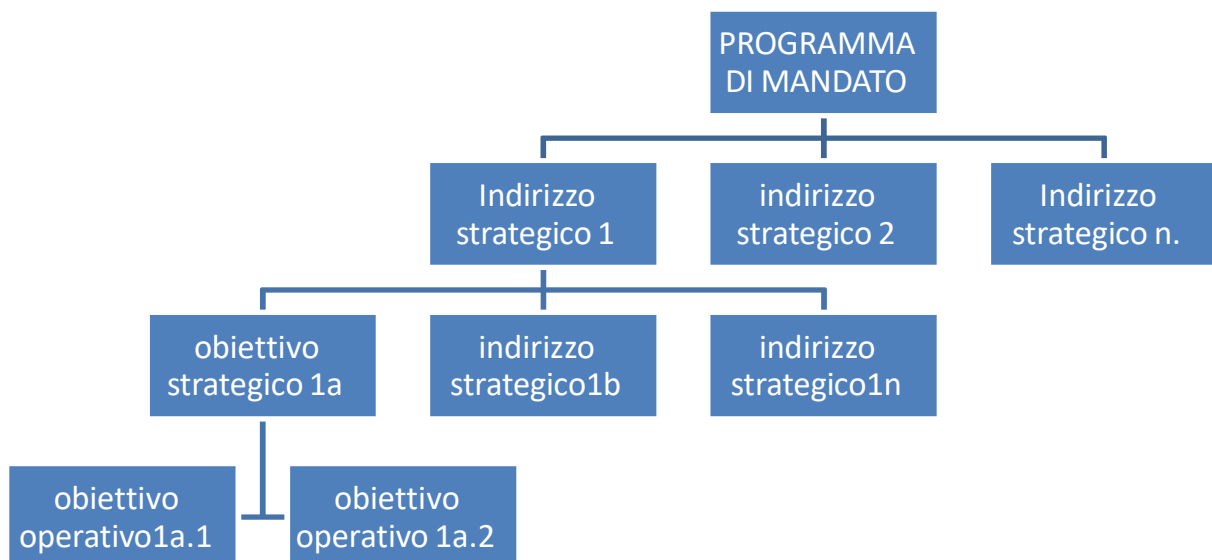 PROGRAMMA
DI MANDATO
Indirizzo
strategico 1
indirizzo
strategico 2
Indirizzo
strategico n.
obiettivo
strategico 1a
indirizzo
strategico1b
indirizzo
strategico1n
obiettivo
operativo1a.1
obiettivo
operativo 1a.2